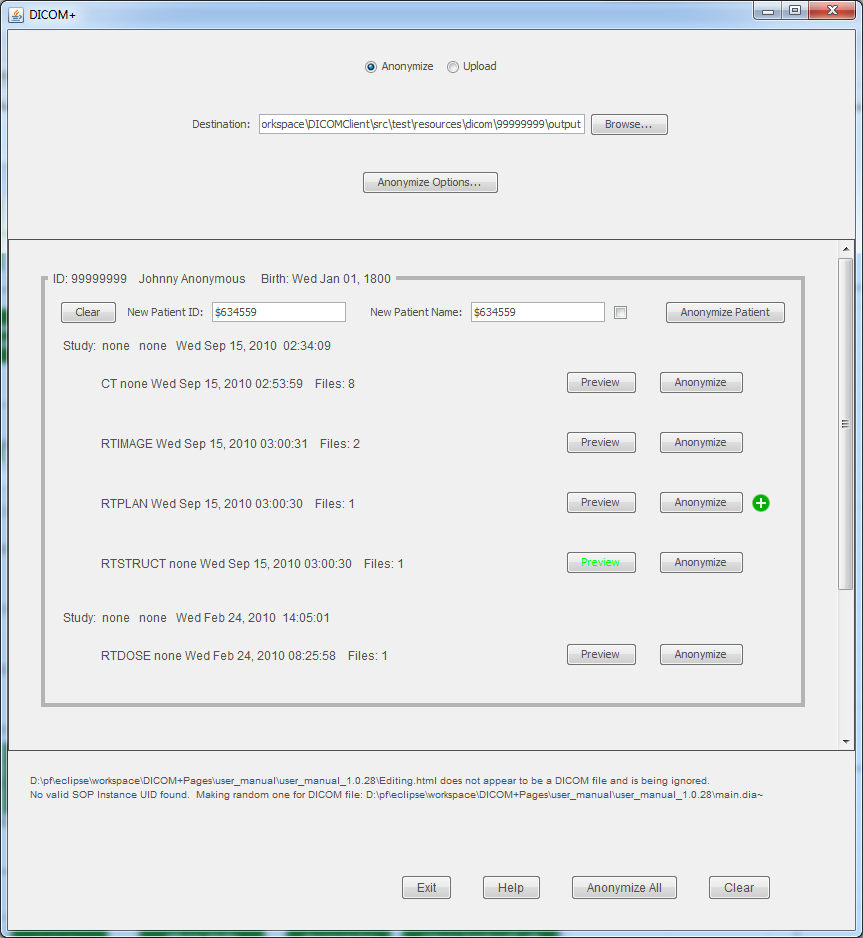 DICOM+
Anonymize Upload
Destination: orkspace\DICOMClient\src\test\resources\dicom\99999999\output Browse...
Anonymize Options...
ID: 99999999 Johnny Anonymous Birth: Wed Jan 01, 1800
Clear New Patient ID: $634559 New Patient Name: $634559 Anonymize Patient
Study: none none Wed Sep 15, 2010 02:34:09
CT none Wed Sep 15, 2010 02:53:59 Files: 8 Preview Anonymize
RTIMAGE Wed Sep 15, 2010 03:00:31 Files: 2 Preview Anonymize
RTPLAN Wed Sep 15, 2010 03:00:30 Files: 1 Preview Anonymize
RTSTRUCT none Wed Sep 15, 2010 03:00:30 Files: 1 Preview Anonymize
Study: none none Wed Feb 24, 2010 14:05:01
RTDOSE none Wed Feb 24, 2010 08:25:58 Files: 1 Preview Anonymize
D:\pf\eclipse\workspace\DICOM+Pages\user_manual\user_manual_1.0.28\Editing.html does not appear to be a DICOM file and is being ignored.
No valid SOP Instance UID found. Making random one for DICOM file: D:\pf\eclipse\workspace\DICOM+Pages\user_manual\user_manual_1.0.28\main.dia~
Exit Help Anonymize All Clear